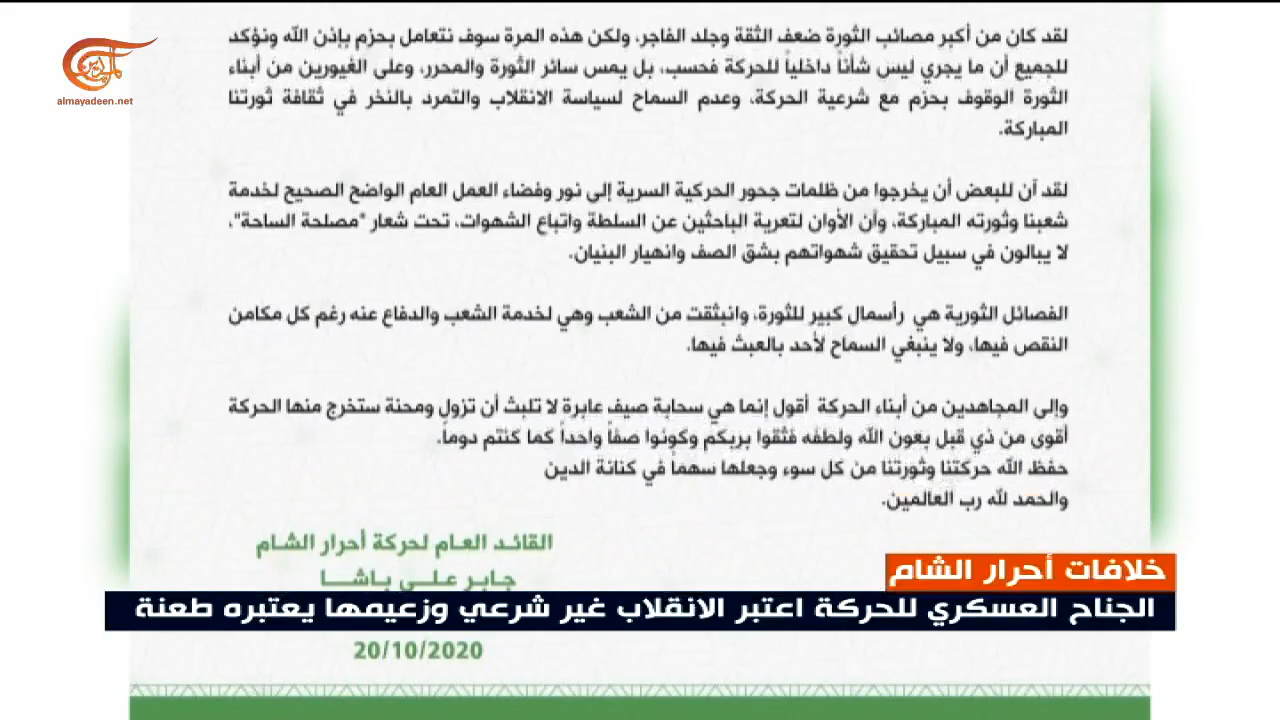 لقد كان من أكبر مصائب الثورة ضعف الثقة وجلد الفاجر، ولكن هذه المرة سوف نتعامل بحزم بإذن الله ونؤكد
للجميع أن ما يجري ليس شأناً داخلياً للحركة فحسب، بل يمس سائر الثورة والمحرر، وعلى الغيورين من أبناء
الثورة الوقوف بحزم مع شرعية الحركة، وعدم السماح لسياسة الانقلاب والتمرد بالنخر في ثقافة ثورتنا
المباركة.
لقد آن للبعض أن يخرجوا من ظلمات جحور الحركية السرية إلى نور وفضاء العمل العام الواضح الصحيح لخدمة
شعبنا وثورته المباركة، وآن الأوان لتعرية الباحثين عن السلطة واتباع الشهوات، تحت شعار "مصلحة الساحة"،
لا يبالون في سبيل تحقيق شهواتهم بشق الصف وانهيار البنيان.
الفصائل الثورية هي رأسمال كبير للثورة، وانبثقت من الشعب وهي لخدمة الشعب والدفاع عنه رغم كل مكامن
النقص فيها، ولا ينبغي السماح لأحد بالعبث فيها.
وإلى المجاهدين من أبناء الحركة أقول إنما هي سحابة صيف عابرة لا تلبث أن تزول ومحنة ستخرج منها الحركة
أقوى من ذي قبل بعون الله ولطفه فثقوا بربكم وكونوا صفاً واحداً كما كنتم دوماً.
حفظ الله حركتنا وثورتنا من كل سوء وجعلها سهماً في كنانة الدين
والحمد لله رب العالمين.
القائد العام لحركة أحرار الشام
جابر علي باشا
20/10/2020
خلافات أحرار الشام
الجناح العسكري للحركة اعتبر الانقلاب غير شرعي وزعيمها يعتبره طعنة
الميادين
almayadeen.net